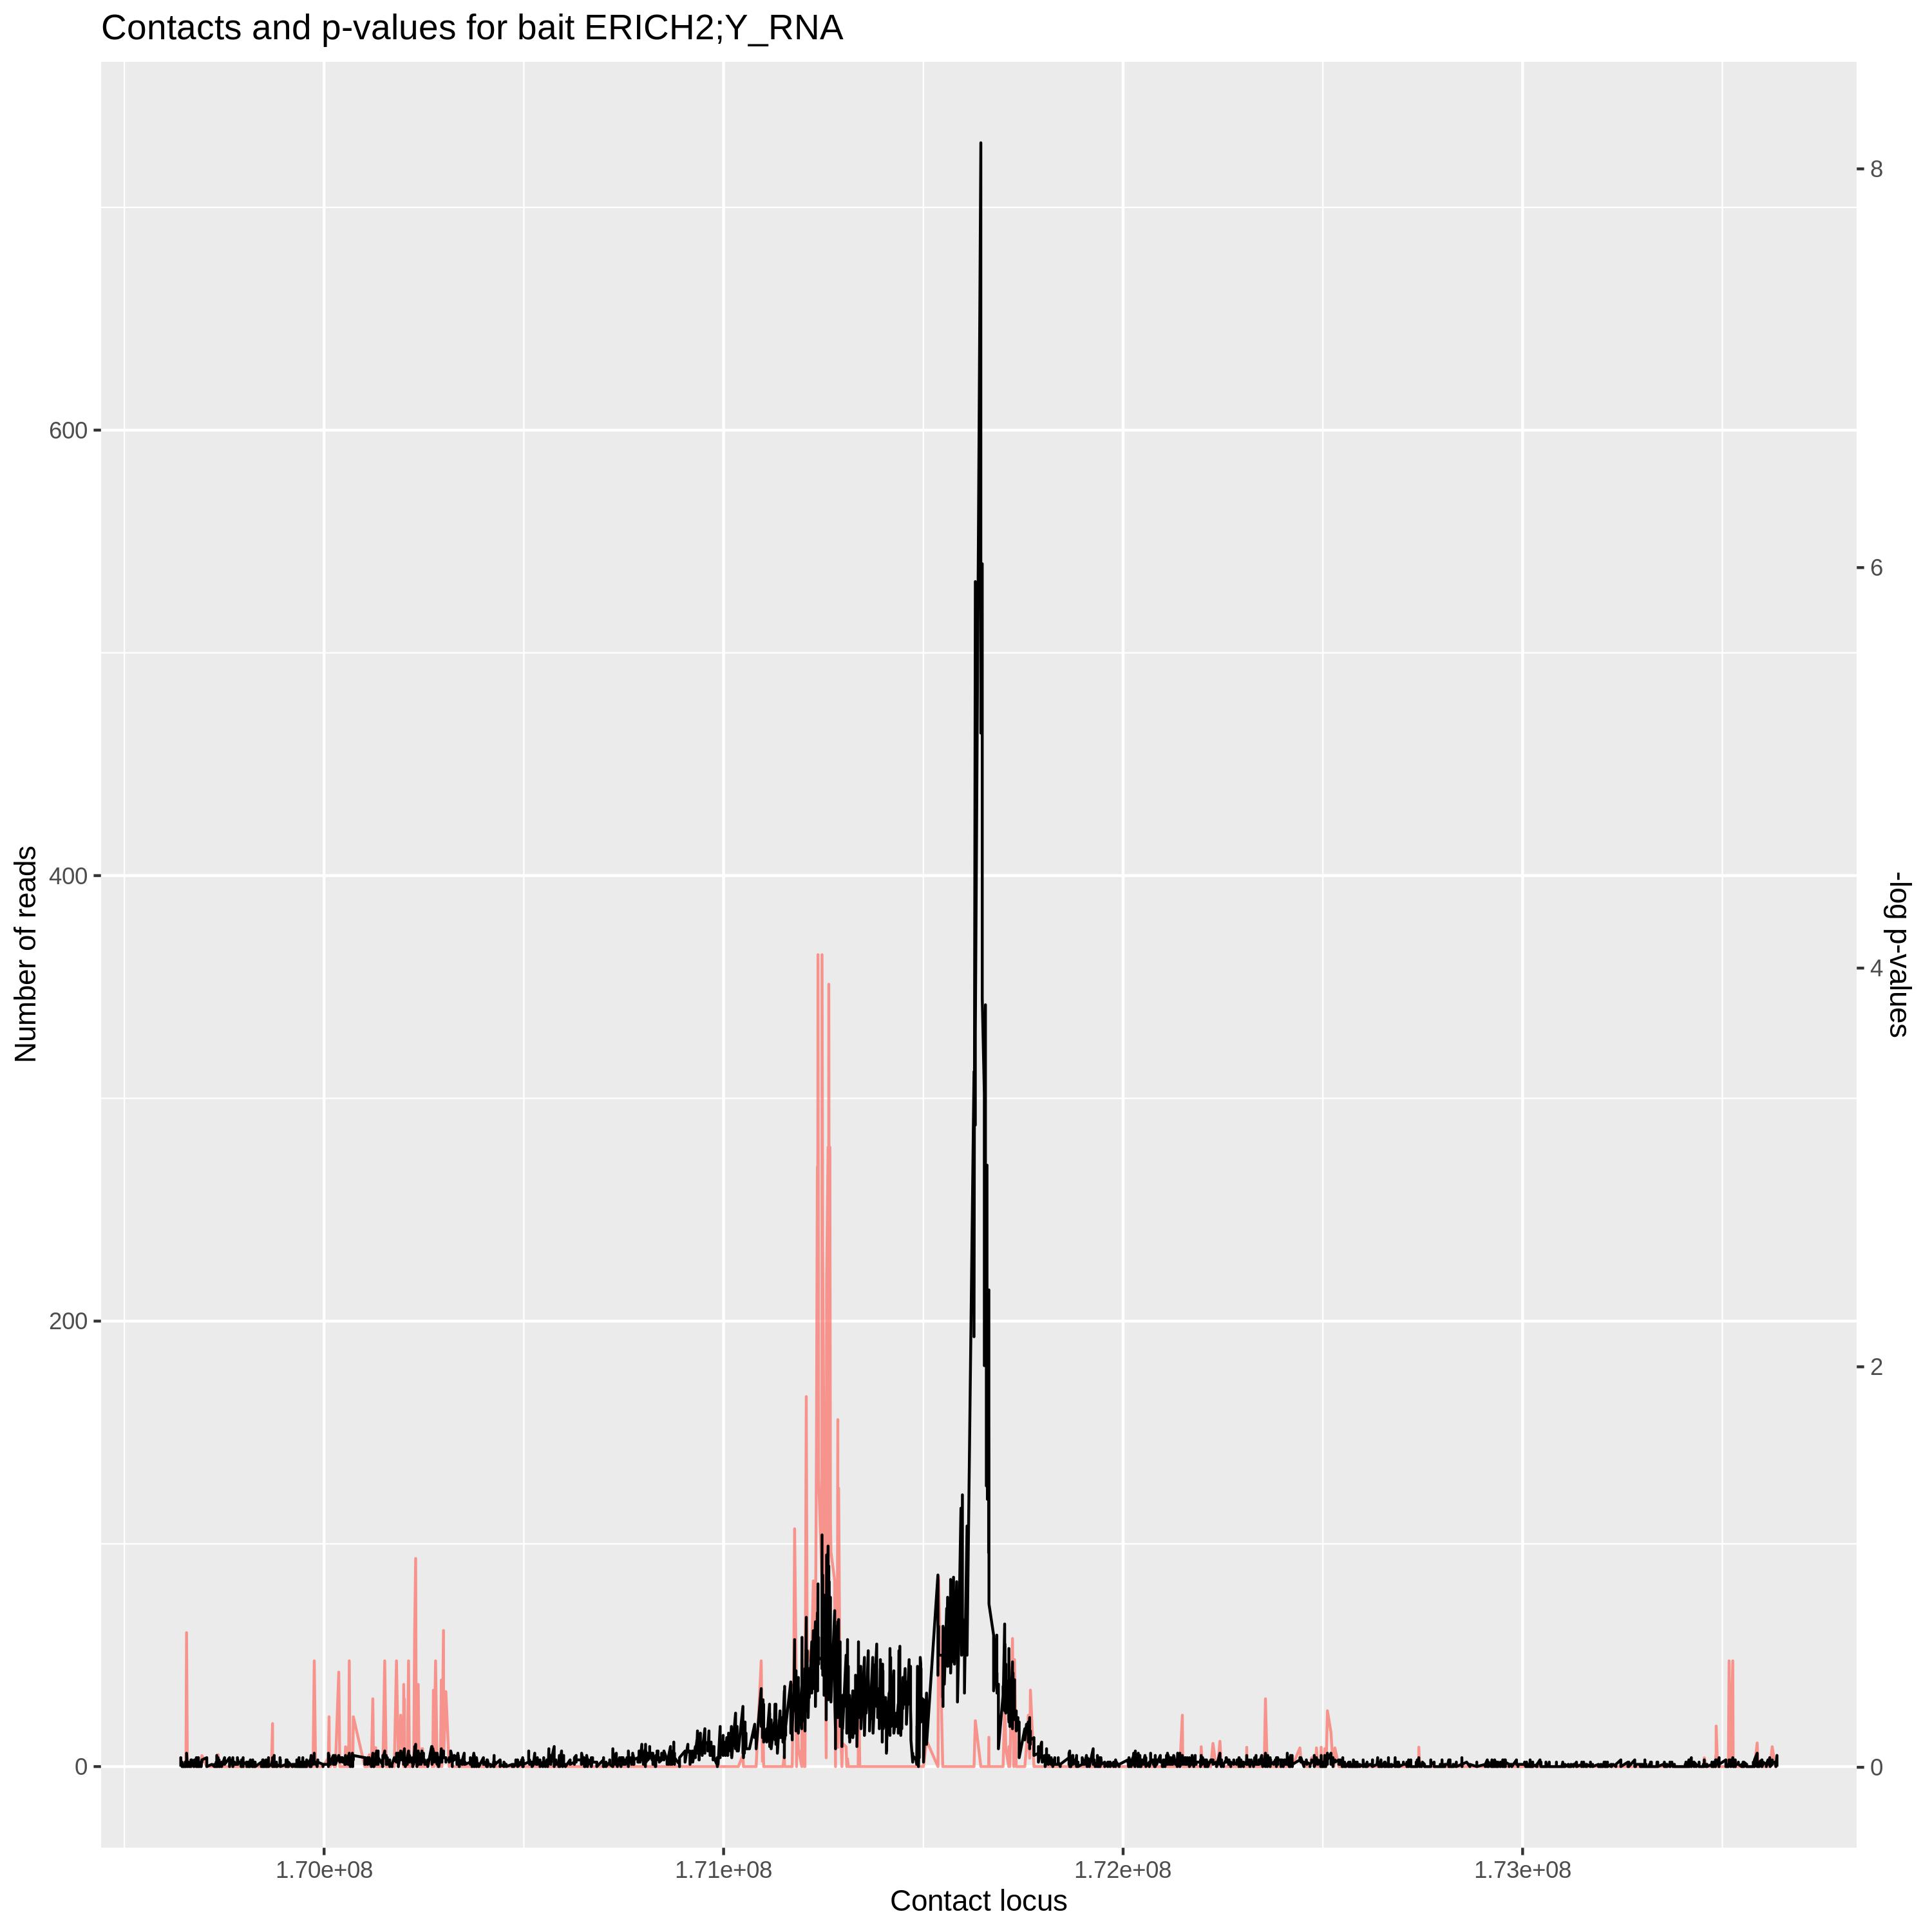 Contacts and p-values for bait ERICH2;Y_RNA
600
400
200
0
Number of reads
8
6
4
2
0
-log p-values
1.70e+08
1.71e+08
1.72e+08
1.73e+08
Contact locus